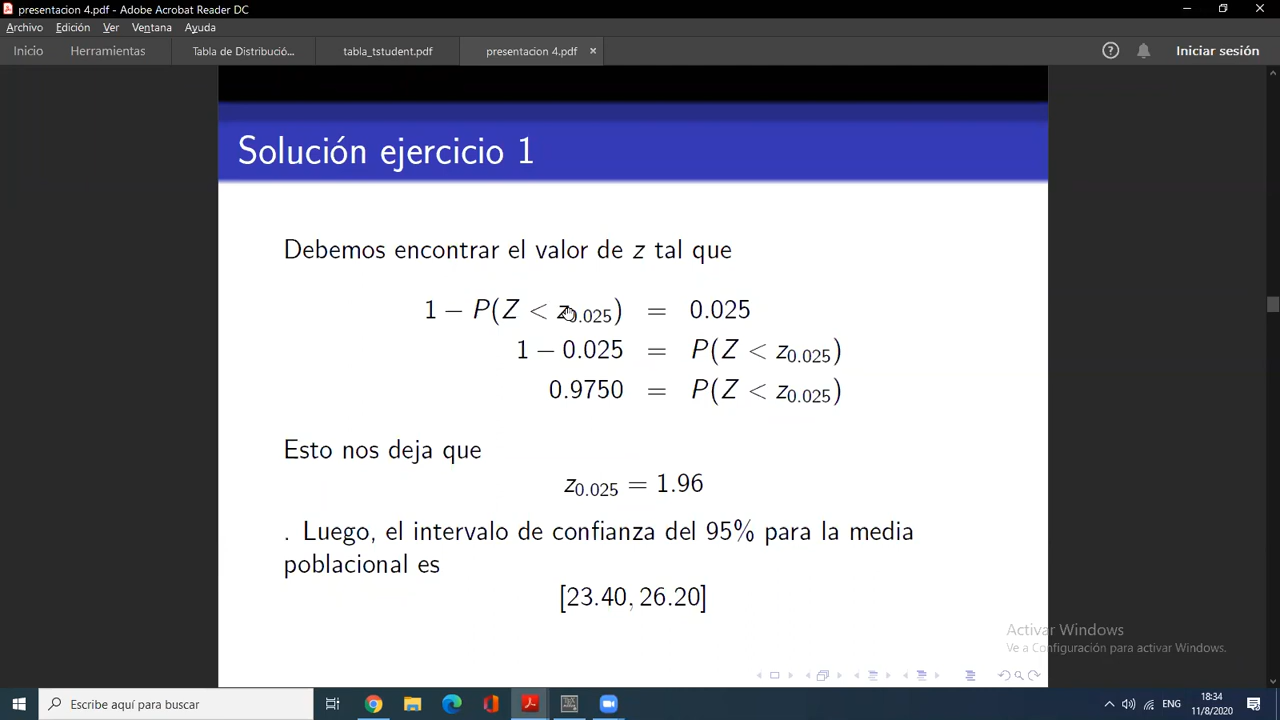 presentacion 4.pdf - Adobe Acrobat Reader DC
Archivo Edición Ver Ventana Ayuda
Inicio Herramientas Tabla de Distribució... tabla_tstudent.pdf presentacion 4.pdf × Iniciar sesión
Solución ejercicio 1
Debemos encontrar el valor de z tal que
1 − P(Z < z0.025) = 0.025
1 − 0.025 = P(Z < z0.025)
0.9750 = P(Z < z0.025)
Esto nos deja que
z0.025 = 1.96
. Luego, el intervalo de confianza del 95% para la media
poblacional es
[23.40, 26.20]
Activar Windows
Ve a Configuración para activar Windows.
Escribe aquí para buscar
ENG
18:34
11/8/2020